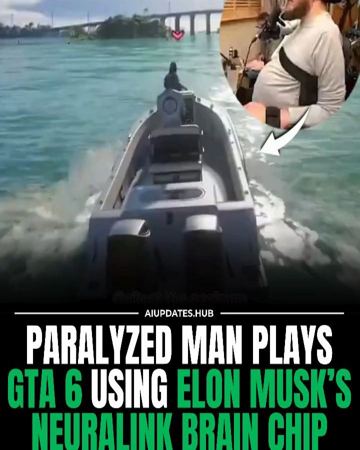 AIUPDATES.HUB
PARALYZED MAN PLAYS
GTA 6 USING ELON MUSK'S
NEURALINK BRAIN CHIP